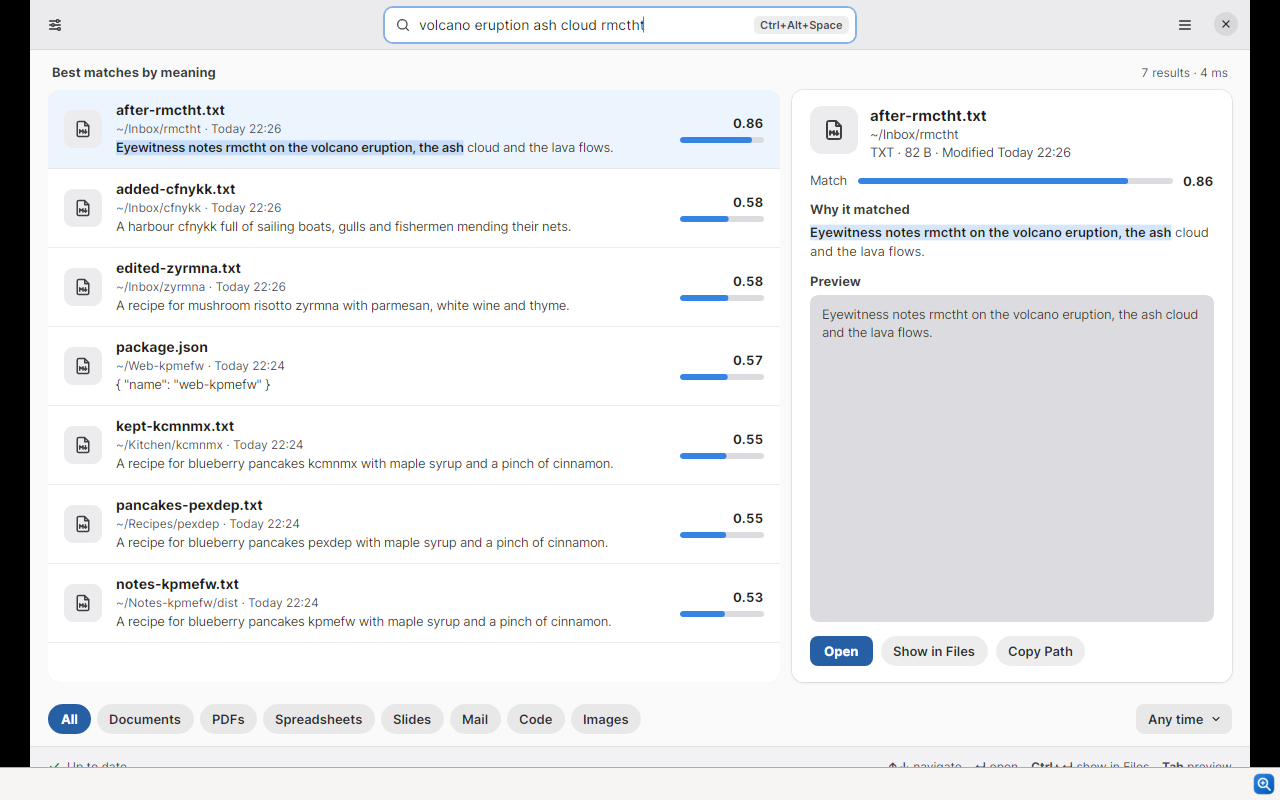 volcano eruption ash cloud rmctht
Ctrl+Alt+Space
Best matches by meaning
7 results · 4 ms
after-rmctht.txt
~/Inbox/rmctht · Today 22:26
Eyewitness notes rmctht on the volcano eruption, the ash cloud and the lava flows.
0.86
added-cfnykk.txt
~/Inbox/cfnykk · Today 22:26
A harbour cfnykk full of sailing boats, gulls and fishermen mending their nets.
0.58
edited-zyrmna.txt
~/Inbox/zyrmna · Today 22:26
A recipe for mushroom risotto zyrmna with parmesan, white wine and thyme.
0.58
package.json
~/Web-kpmefw · Today 22:24
{ "name": "web-kpmefw" }
0.57
kept-kcmnmx.txt
~/Kitchen/kcmnmx · Today 22:24
A recipe for blueberry pancakes kcmnmx with maple syrup and a pinch of cinnamon.
0.55
pancakes-pexdep.txt
~/Recipes/pexdep · Today 22:24
A recipe for blueberry pancakes pexdep with maple syrup and a pinch of cinnamon.
0.55
notes-kpmefw.txt
~/Notes-kpmefw/dist · Today 22:24
A recipe for blueberry pancakes kpmefw with maple syrup and a pinch of cinnamon.
0.53
after-rmctht.txt
~/Inbox/rmctht
TXT · 82 B · Modified Today 22:26
Match 0.86
Why it matched
Eyewitness notes rmctht on the volcano eruption, the ash cloud
and the lava flows.
Preview
Eyewitness notes rmctht on the volcano eruption, the ash cloud
and the lava flows.
Open Show in Files Copy Path
All Documents PDFs Spreadsheets Slides Mail Code Images
Any time
Up to date
↑↓ navigate ↵ open Ctrl+↵ show in Files Tab preview